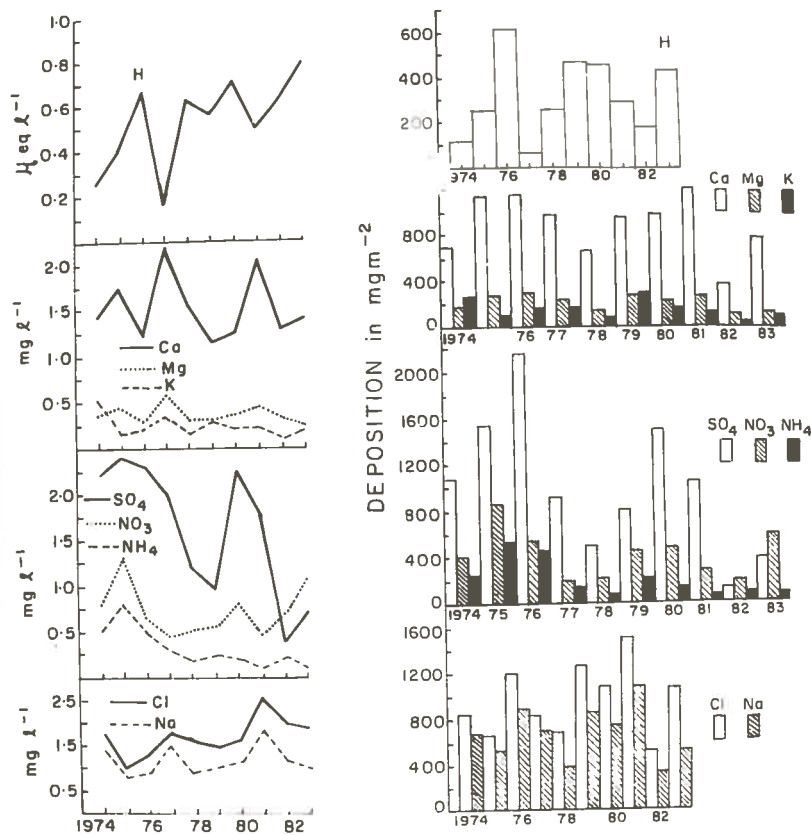 1.0
0.8
0.6
0.4
0.2
H
μeq l⁻¹
2.0
1.5
1.0
0.5
mg l⁻¹
Ca
Mg
K
2.0
1.5
1.0
0.5
mg l⁻¹
SO4
NO3
NH4
2.5
1.5
0.5
mg l⁻¹
Cl
Na
1974 76 78 80 82
DEPOSITION in mgm⁻²
600
400
200
H
1974 76 78 80 82
Ca Mg K
800
400
0
1974 76 77 78 79 80 81 82 83
SO4 NO3 NH4
2000
1600
1200
800
400
0
1974 75 76 77 78 79 80 81 82 83
1600
1200
800
400
0
Cl Na
1974 76 78 80 82